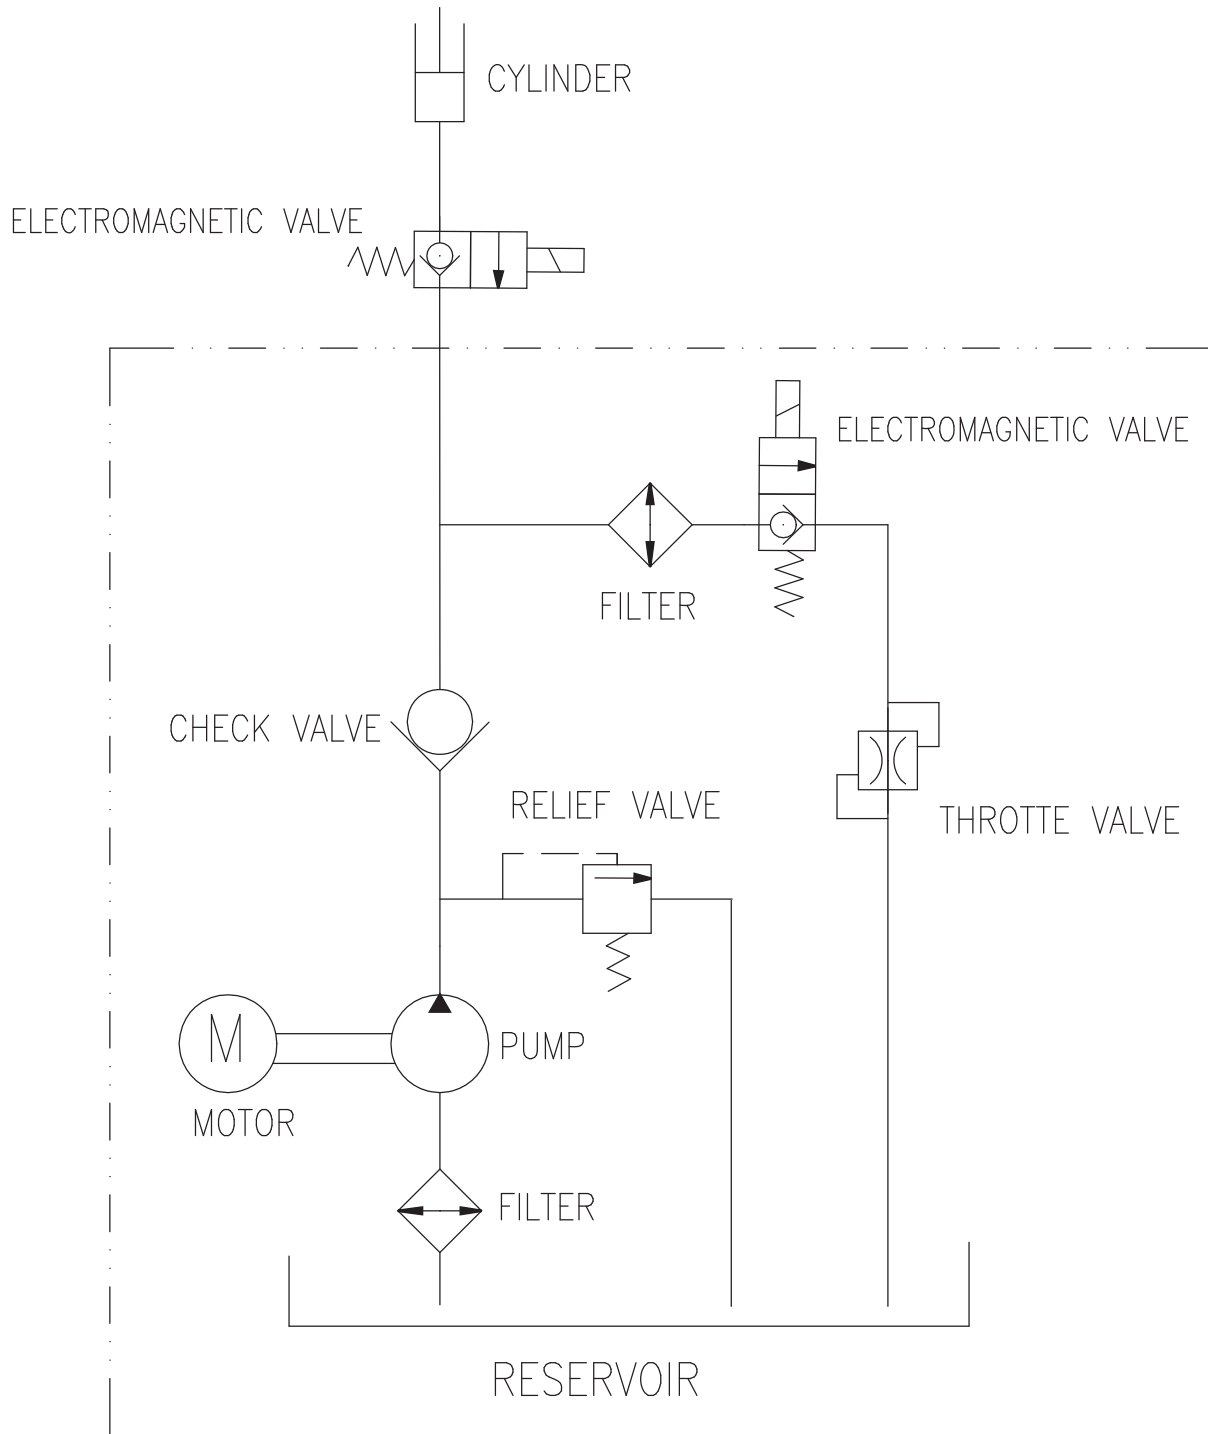 CYLINDER
ELECTROMAGNETIC VALVE
ELECTROMAGNETIC VALVE
FILTER
CHECK VALVE
RELIEF VALVE
THROTTE VALVE
M
PUMP
MOTOR
FILTER
RESERVOIR